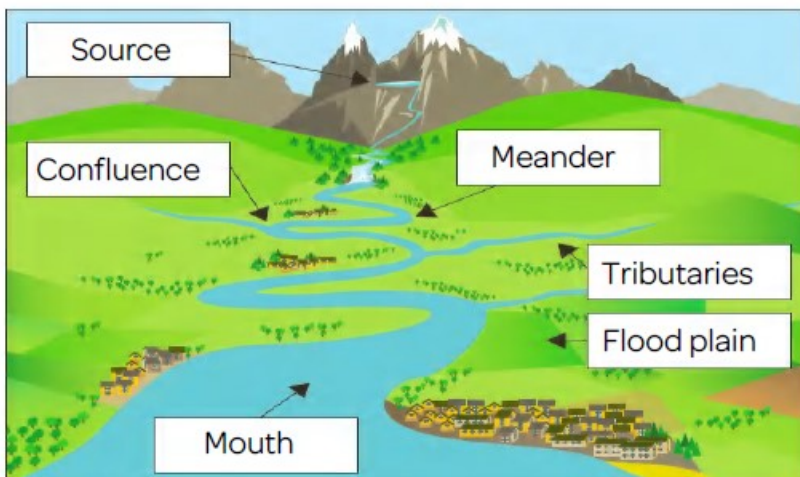 Source
Confluence
Meander
Tributaries
Flood plain
Mouth